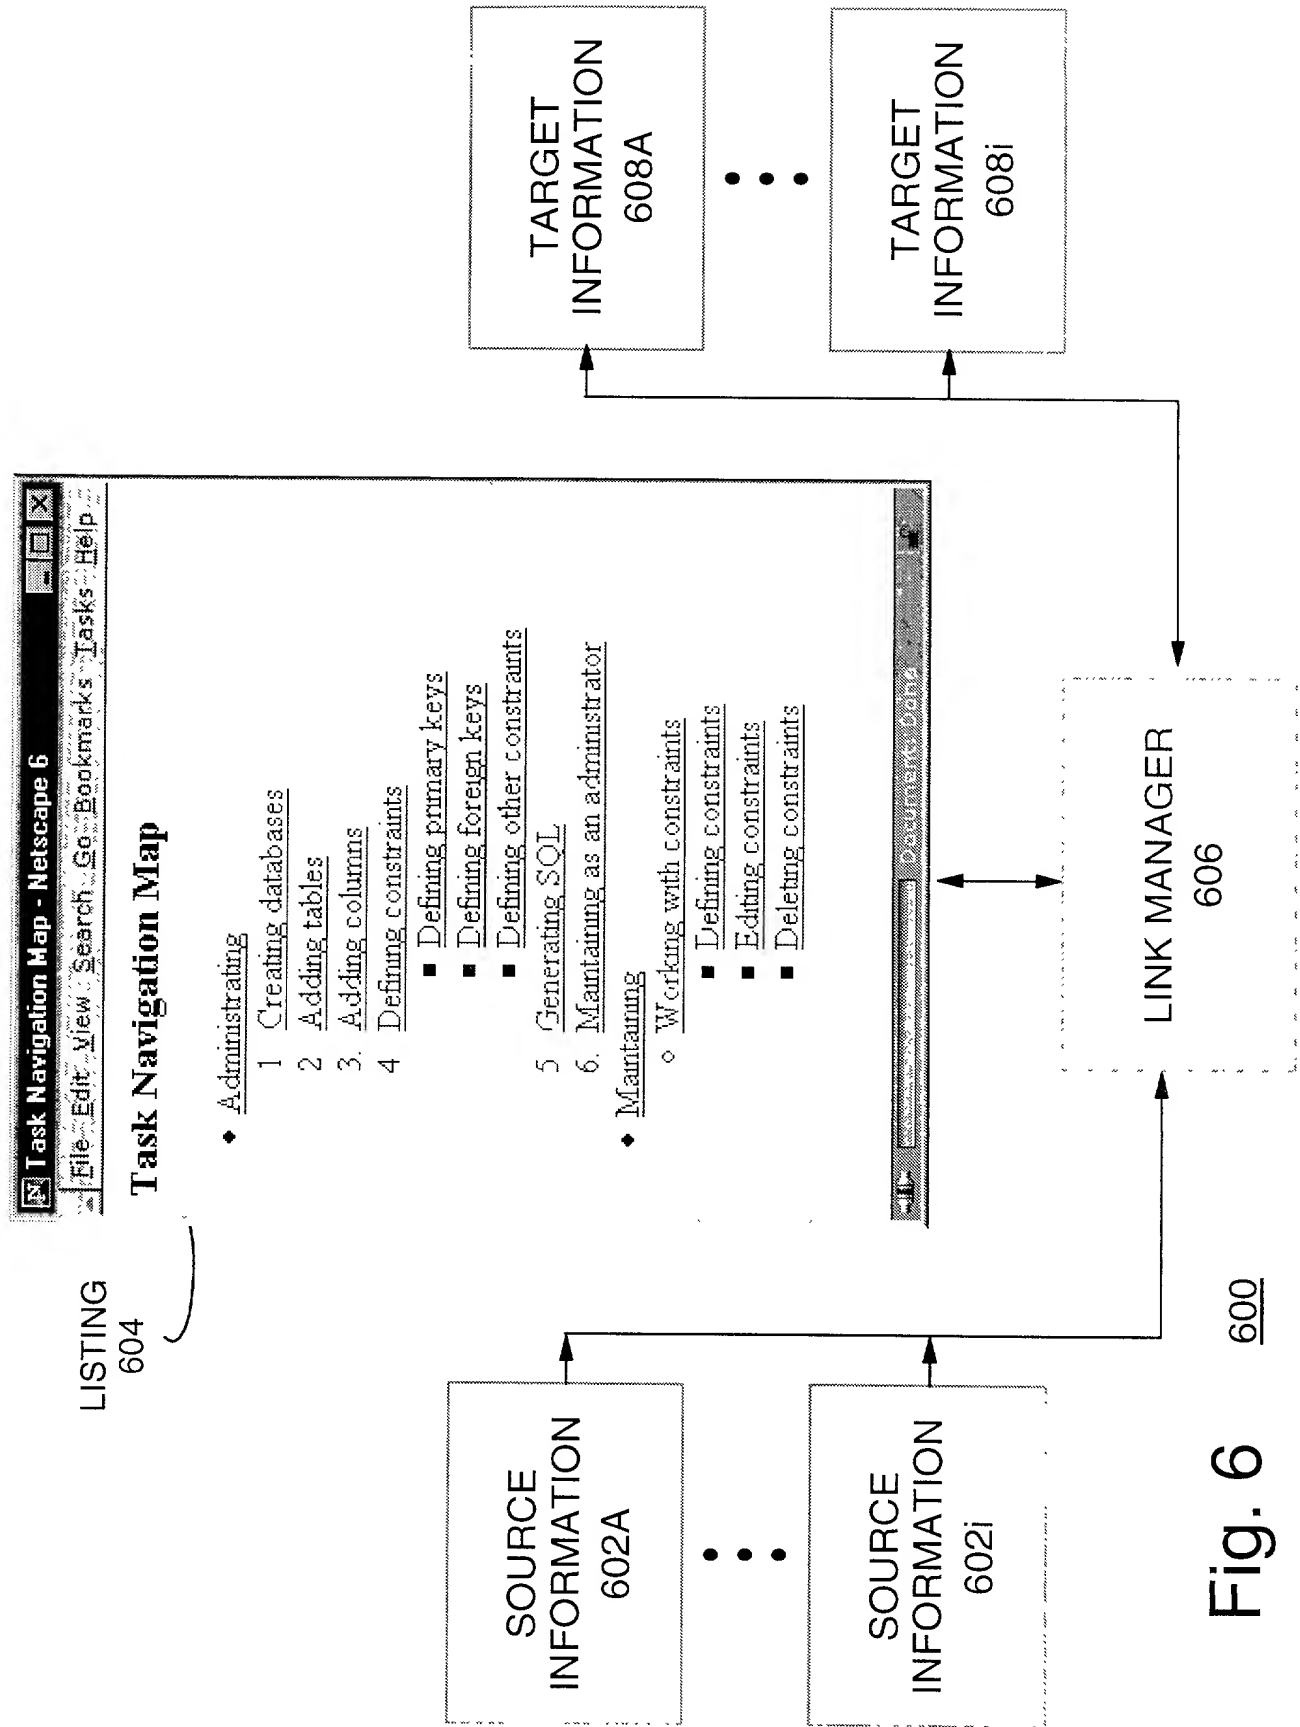 Task Navigation Map - Netscape 6
File Edit View Search Go Bookmarks Tasks Help
Task Navigation Map
♦ Administrating
1 Creating databases
2 Adding tables
3. Adding columns
4 Defining constraints
■ Defining primary keys
■ Defining foreign keys
■ Defining other constraints
5 Generating SQL
6. Maintaining as an administrator
♦ Maintaining
○ Working with constraints
■ Defining constraints
■ Editing constraints
■ Deleting constraints
Document: Done
LISTING
604
SOURCE
INFORMATION
602A
SOURCE
INFORMATION
602i
TARGET
INFORMATION
608A
TARGET
INFORMATION
608i
LINK MANAGER
606
600
Fig. 6